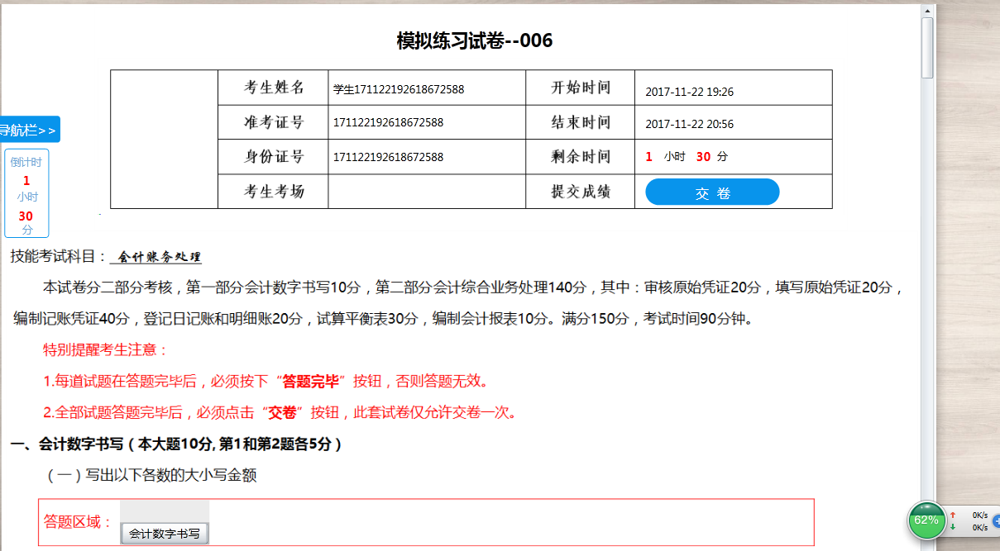 模拟练习试卷--006
考生姓名 学生171122192618672588 开始时间 2017-11-22 19:26
准考证号 171122192618672588 结束时间 2017-11-22 20:56
身份证号 171122192618672588 剩余时间 1 小时 30 分
考生考场 提交成绩 交 卷
导航栏>>
倒计时
1
小时
30
分
技能考试科目：会计账务处理
本试卷分二部分考核，第一部分会计数字书写10分，第二部分会计综合业务处理140分，其中：审核原始凭证20分，填写原始凭证20分，
编制记账凭证40分，登记日记账和明细账20分，试算平衡表30分，编制会计报表10分。满分150分，考试时间90分钟。
特别提醒考生注意：
1.每道试题在答题完毕后，必须按下“答题完毕”按钮，否则答题无效。
2.全部试题答题完毕后，必须点击“交卷”按钮，此套试卷仅允许交卷一次。
一、会计数字书写（本大题10分, 第1和第2题各5分）
（一）写出以下各数的大小写金额
答题区域：
会计数字书写
62%
0K/s
0K/s